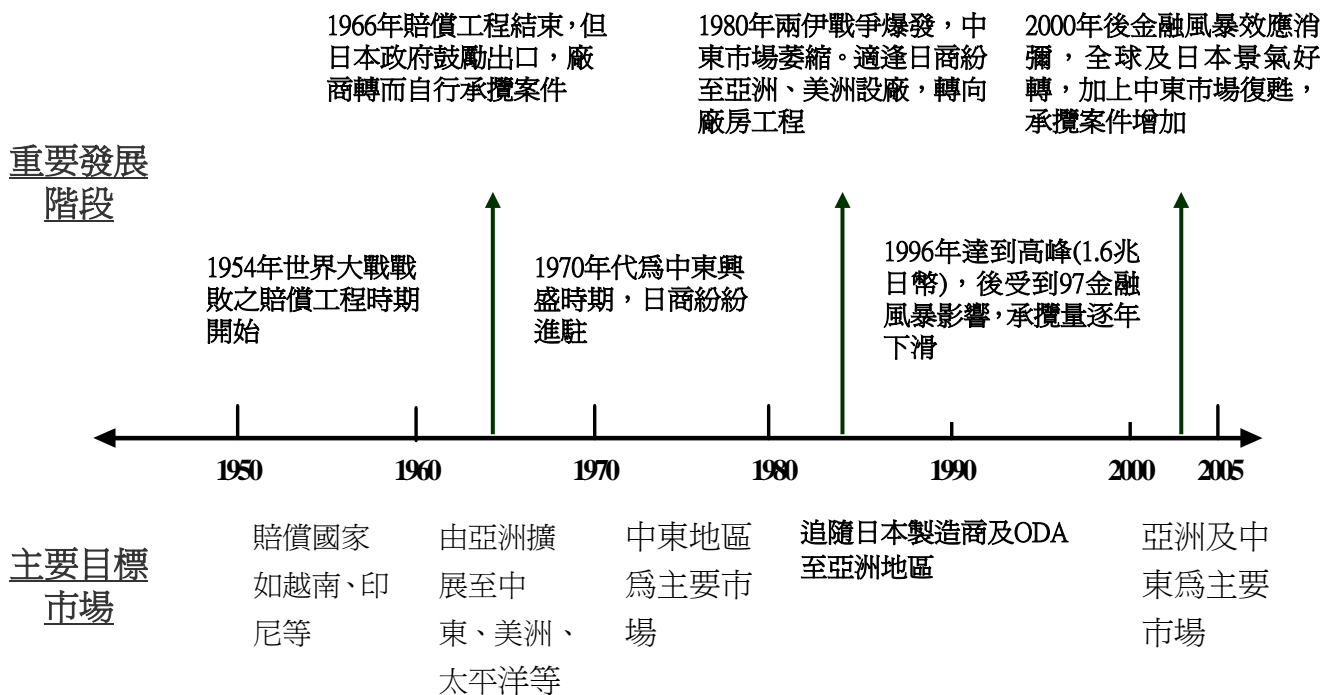 1966年賠償工程結束，但
日本政府鼓勵出口，廠
商轉而自行承攬案件
1980年兩伊戰爭爆發，中
東市場萎縮。適逢日商紛
至亞洲、美洲設廠，轉向
廠房工程
2000年後金融風暴效應消
彌，全球及日本景氣好
轉，加上中東市場復甦，
承攬案件增加
重要發展
階段
1954年世界大戰戰
敗之賠償工程時期
開始
1970年代為中東興
盛時期，日商紛紛
進駐
1996年達到高峰(1.6兆
日幣)，後受到97金融
風暴影響，承攬量逐年
下滑
1950 1960 1970 1980 1990 2000 2005
主要目標
市場
賠償國家
如越南、印
尼等
由亞洲擴
展至中
東、美洲、
太平洋等
中東地區
為主要市
場
追隨日本製造商及ODA
至亞洲地區
亞洲及中
東為主要
市場